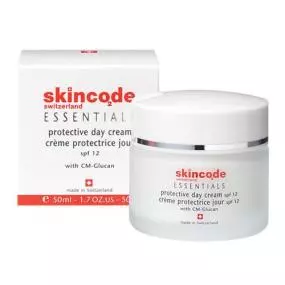 skincode
switzerland
ESSENTIALS
protective day cream
crème protectrice jour
spf 12
with CM-Glucan
made in Switzerland
50ml - 1.7 OZ.US - 50
skincode
switzerland
ESSENTIALS
protective day cream
crème protectrice jour spf 12
with CM-Glucan
made in Switzerland